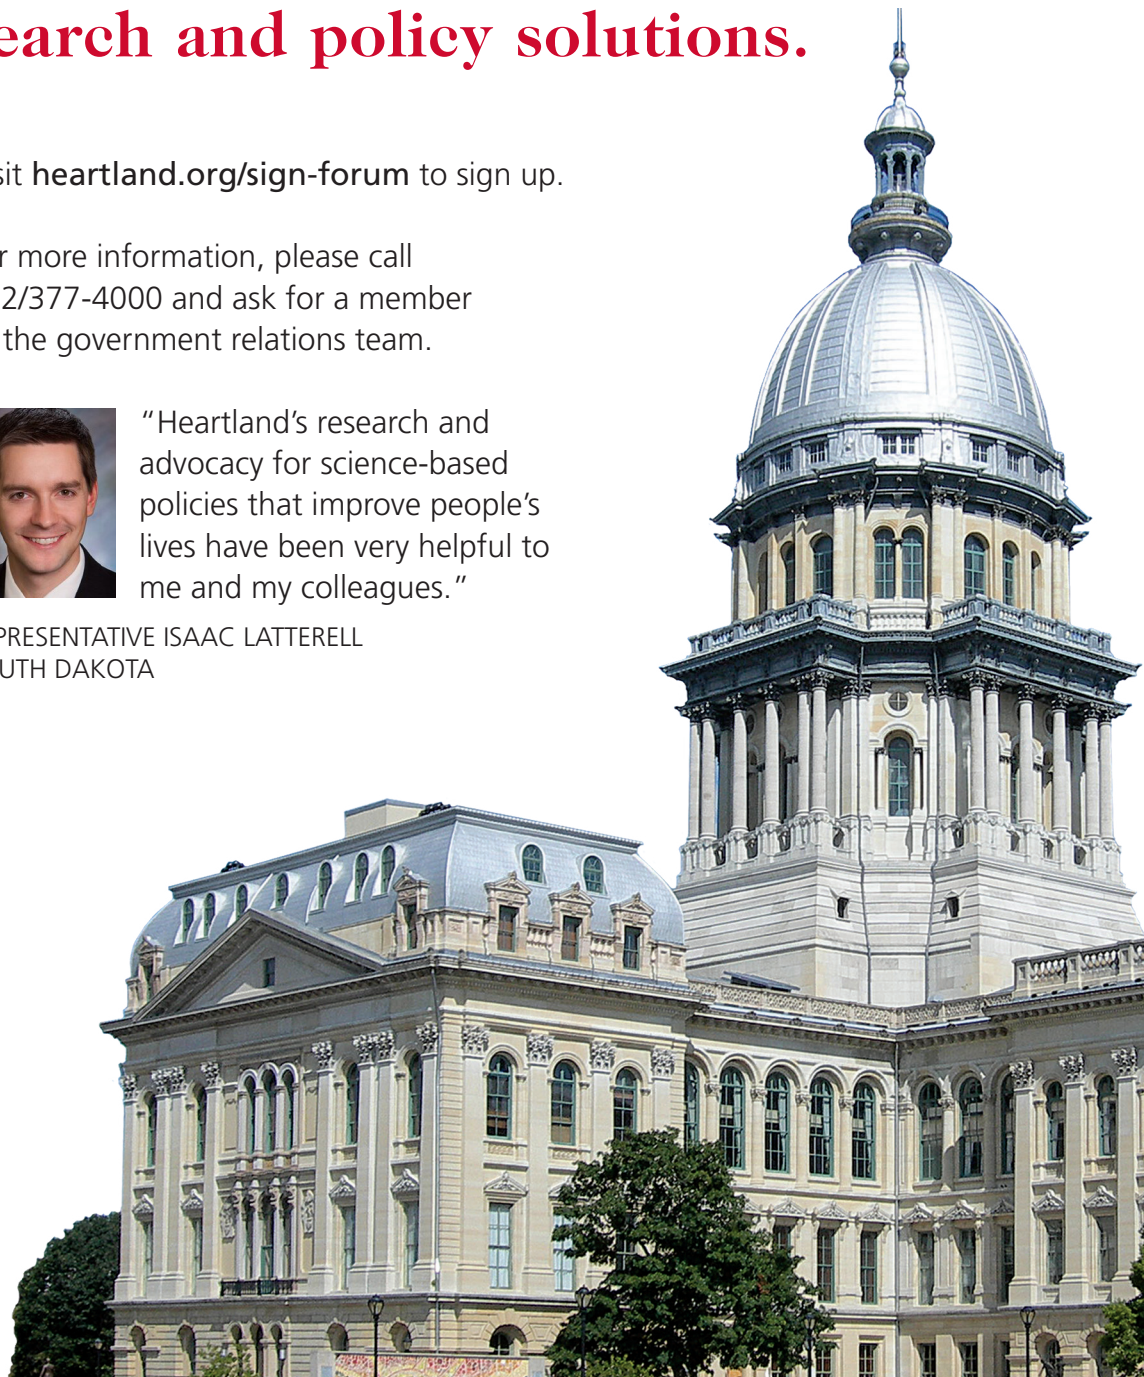 earch and policy solutions.
sit heartland.org/sign-forum to sign up.
r more information, please call
2/377-4000 and ask for a member
the government relations team.
“Heartland’s research and
advocacy for science-based
policies that improve people’s
lives have been very helpful to
me and my colleagues.”
PRESENTATIVE ISAAC LATTERELL
UTH DAKOTA